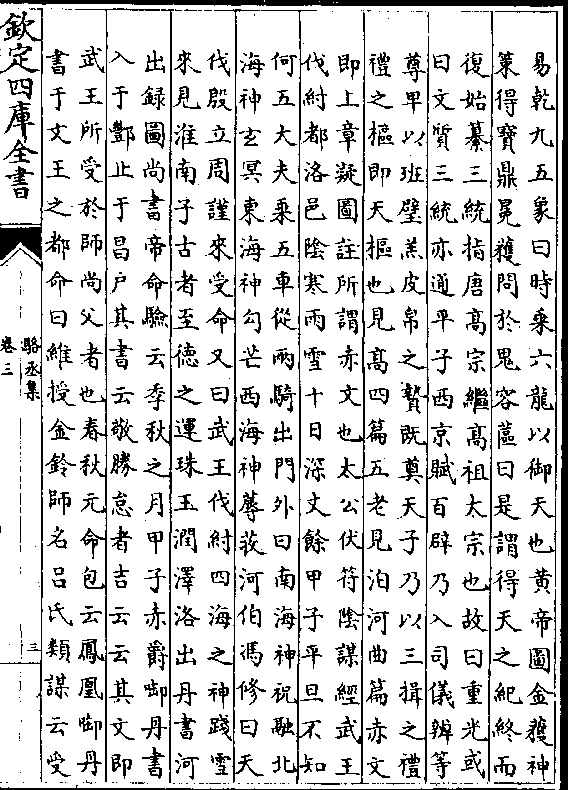 易乾九五象曰時乘六龍以御天也黄帝圖金獲神
䇿得寳鼎冕獲問於鬼容蓲曰是謂得天之紀終而
復始纂三統指唐高宗繼高祖太宗也故曰重光或
曰文質三統亦通平子西京賦百辟乃入司儀辨等
尊卑以班璧羔皮帛之贄既奠天子乃以三揖之禮
禮之樞即天樞也見高四篇五老見泊河曲篇赤文
即上章凝圖註所謂赤文也太公伏符陰謀經武王
伐紂都洛邑陰寒雨雪十日深文餘甲子平旦不知
何五大夫乘五車從兩騎出門外曰南海神祝融北
海神玄冥東海神勾芒西海神蓐荻河伯馮修曰天
伐殷立周謹來受命又曰武王伐紂四海之神踐雪
來見淮南子古者至徳之運珠玉潤澤洛出丹書河
出録圖尚書帝命驗云季秋之月甲子赤爵啣丹書
入于酆止于昌户其書云敬勝怠者吉云云其文即
武王所受於師尚父者也春秋元命包云鳳凰啣丹
書于文王之都命曰維授金鈴師名吕氏類謀云受
欽定四庫全書
駱丞集
卷三
三